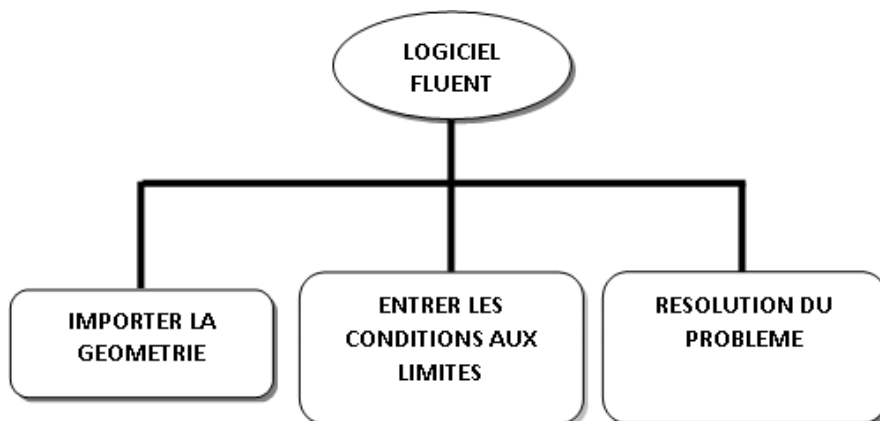 LOGICIEL
FLUENT
IMPORTER LA
GEOMETRIE
ENTRER LES
CONDITIONS AUX
LIMITES
RESOLUTION DU
PROBLEME